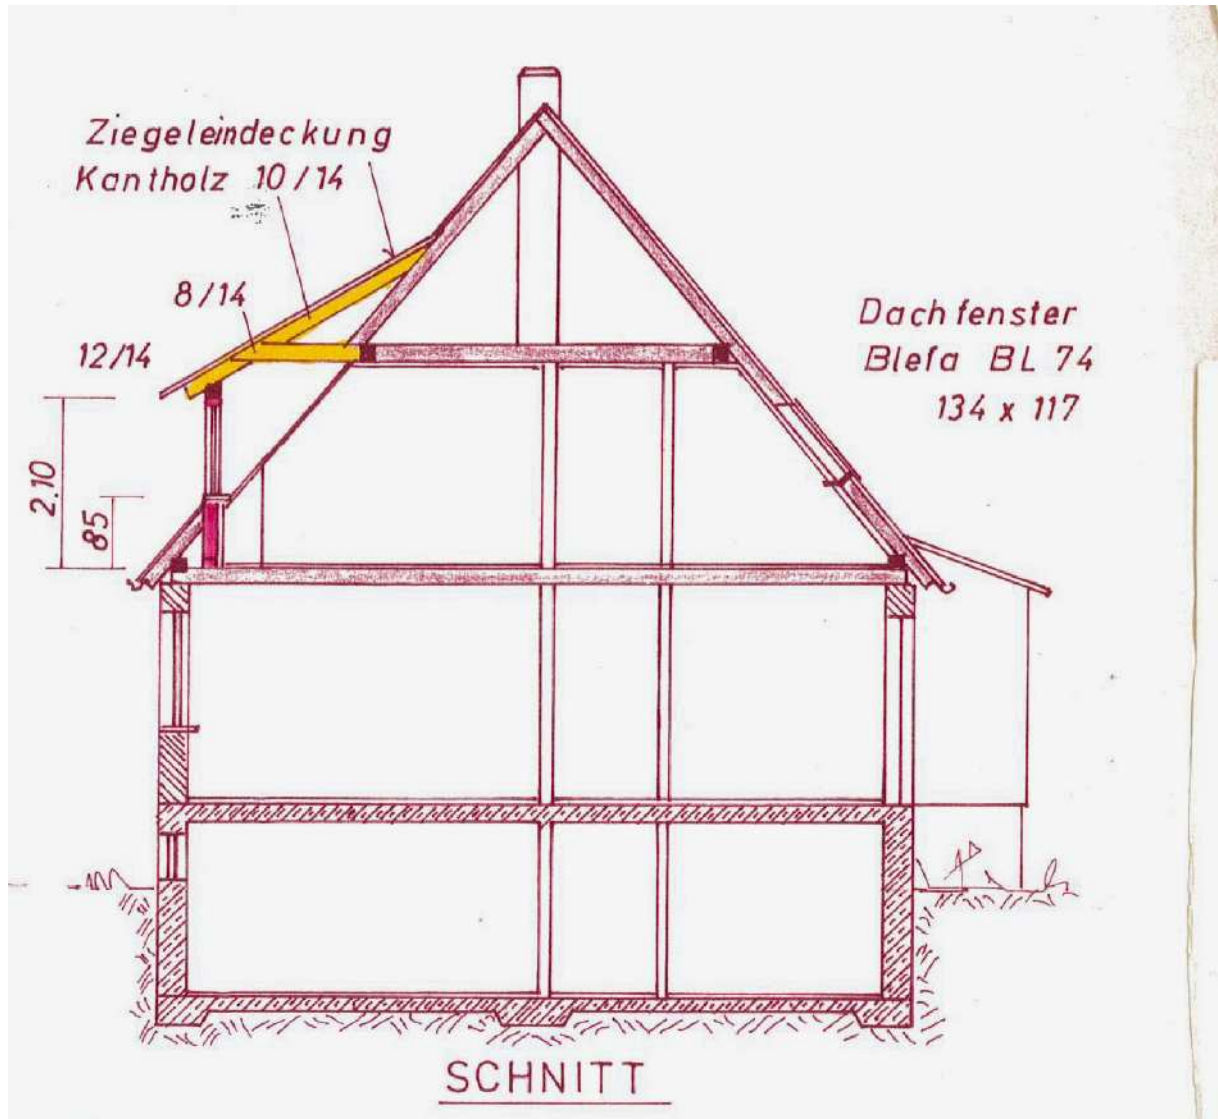 Ziegeleindeckung
Kantholz 10/14
8/14
12/14
Dachfenster
Blefa BL 74
134 x 117
2.10
85
SCHNITT